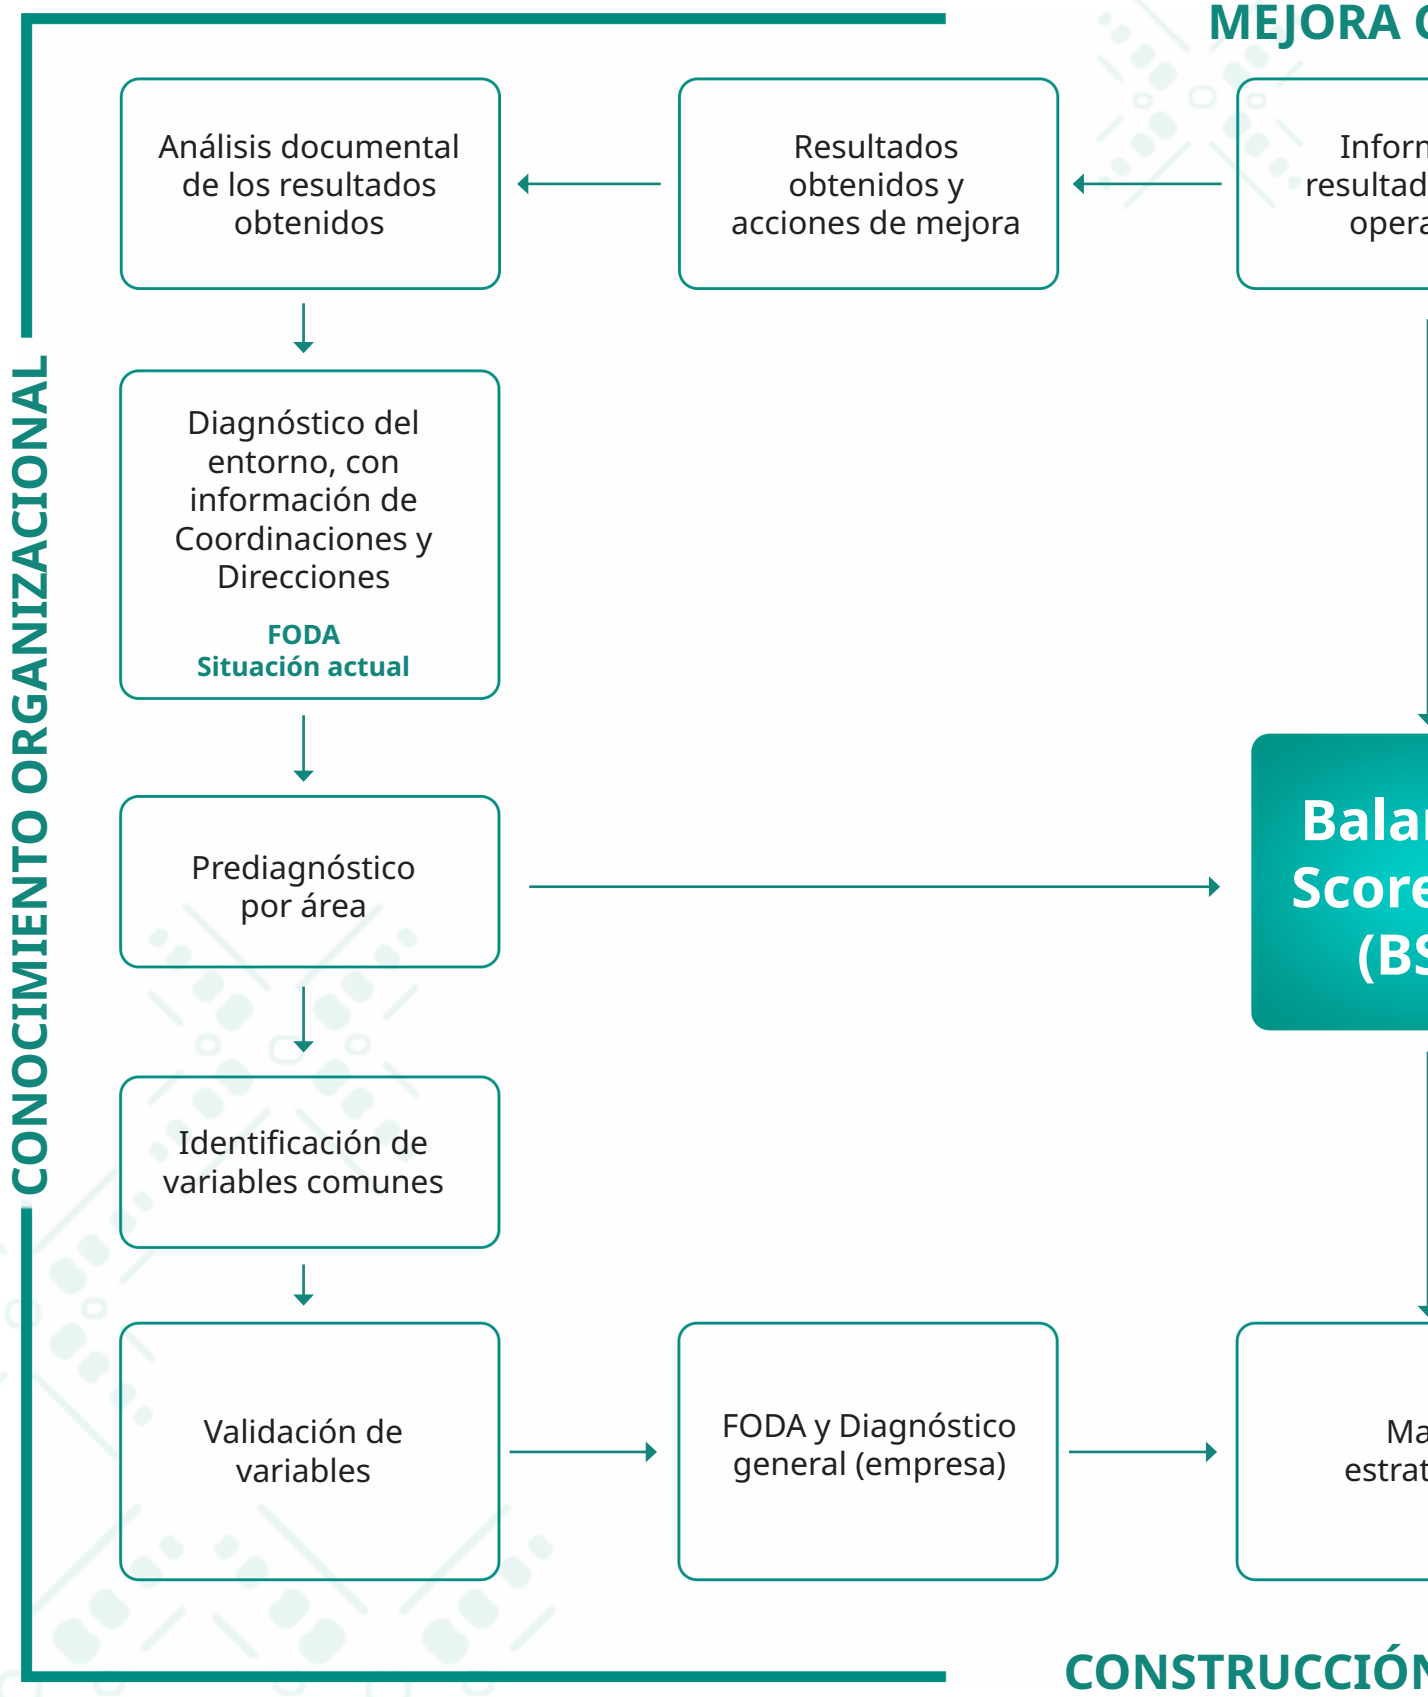 MEJORA
Análisis documental
de los resultados
obtenidos
Resultados
obtenidos y
acciones de mejora
CONOCIMIENTO ORGANIZACIONAL
Diagnóstico del
entorno, con
información de
Coordinaciones y
Direcciones
FODA
Situación actual
Prediagnóstico
por área
Identificación de
variables comunes
Validación de
variables
FODA y Diagnóstico
general (empresa)
CONSTRUCCIÓN